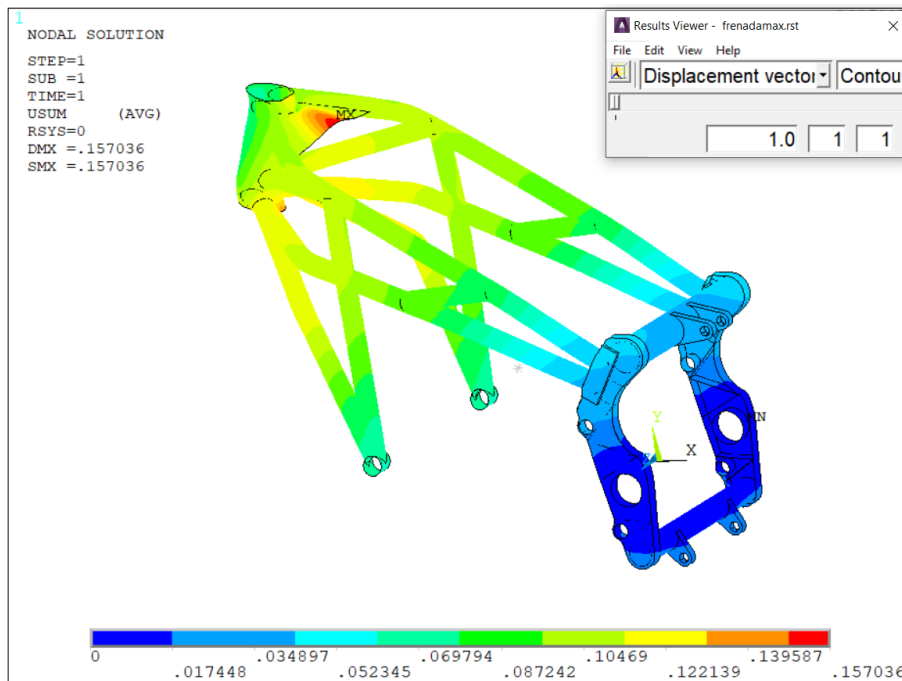 1
NODAL SOLUTION
STEP=1
SUB =1
TIME=1
USUM (AVG)
RSYS=0
DMX =.157036
SMX =.157036
Results Viewer - frenadamax.rst
File Edit View Help
Displacement vector Contou
1.0 1 1
MX
MN
Y
X
0 .034897 .069794 .10469 .139587
.017448 .052345 .087242 .122139 .157036